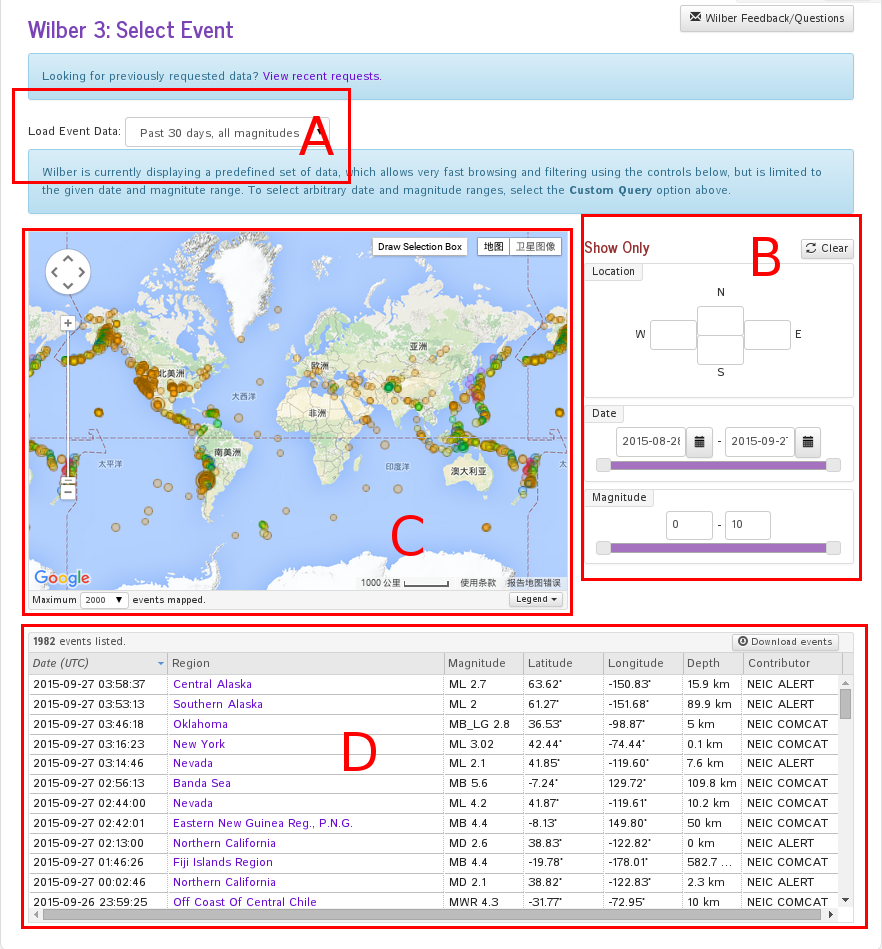 Wilber 3: Select Event
Wilber Feedback/Questions
Looking for previously requested data? View recent requests.
Load Event Data: Past 30 days, all magnitudes
A
Wilber is currently displaying a predefined set of data, which allows very fast browsing and filtering using the controls below, but is limited to
the given date and magnitute range. To select arbitrary date and magnitude ranges, select the Custom Query option above.
Draw Selection Box
地图 卫星图像
北美洲
大西洋
欧洲
亚洲
非洲
太平洋
南美洲
印度洋
澳大利亚
太
C
Google
1000 公里 使用条款 报告地图错误
Maximum 2000 events mapped.
Legend
Show Only
B
Clear
Location
N
W E
S
Date
2015-08-28 - 2015-09-27
Magnitude
0 - 10
1982 events listed.
Download events
Date (UTC) Region Magnitude Latitude Longitude Depth Contributor
2015-09-27 03:58:37 Central Alaska ML 2.7 63.62° -150.83° 15.9 km NEIC ALERT
2015-09-27 03:53:13 Southern Alaska ML 2 61.27° -151.68° 89.9 km NEIC ALERT
2015-09-27 03:46:18 Oklahoma MB_LG 2.8 36.53° -98.87° 5 km NEIC COMCAT
2015-09-27 03:16:23 New York ML 3.02 42.44° -74.44° 0.1 km NEIC COMCAT
2015-09-27 03:14:46 Nevada ML 2.1 41.85° -119.60° 7.6 km NEIC ALERT
2015-09-27 02:56:13 Banda Sea MB 5.6 -7.24° 129.72° 109.8 km NEIC COMCAT
2015-09-27 02:44:00 Nevada ML 4.2 41.87° -119.61° 10.2 km NEIC COMCAT
2015-09-27 02:42:01 Eastern New Guinea Reg., P.N.G. MB 4.4 -8.13° 149.80° 50 km NEIC COMCAT
2015-09-27 02:13:00 Northern California MD 2.6 38.83° -122.82° 0 km NEIC ALERT
2015-09-27 01:46:26 Fiji Islands Region MB 4.4 -19.78° -178.01° 582.7 ... NEIC COMCAT
2015-09-27 00:02:46 Northern California MD 2.1 38.82° -122.83° 2.3 km NEIC ALERT
2015-09-26 23:59:25 Off Coast Of Central Chile MWR 4.3 -31.77° -72.95° 10 km NEIC COMCAT
D